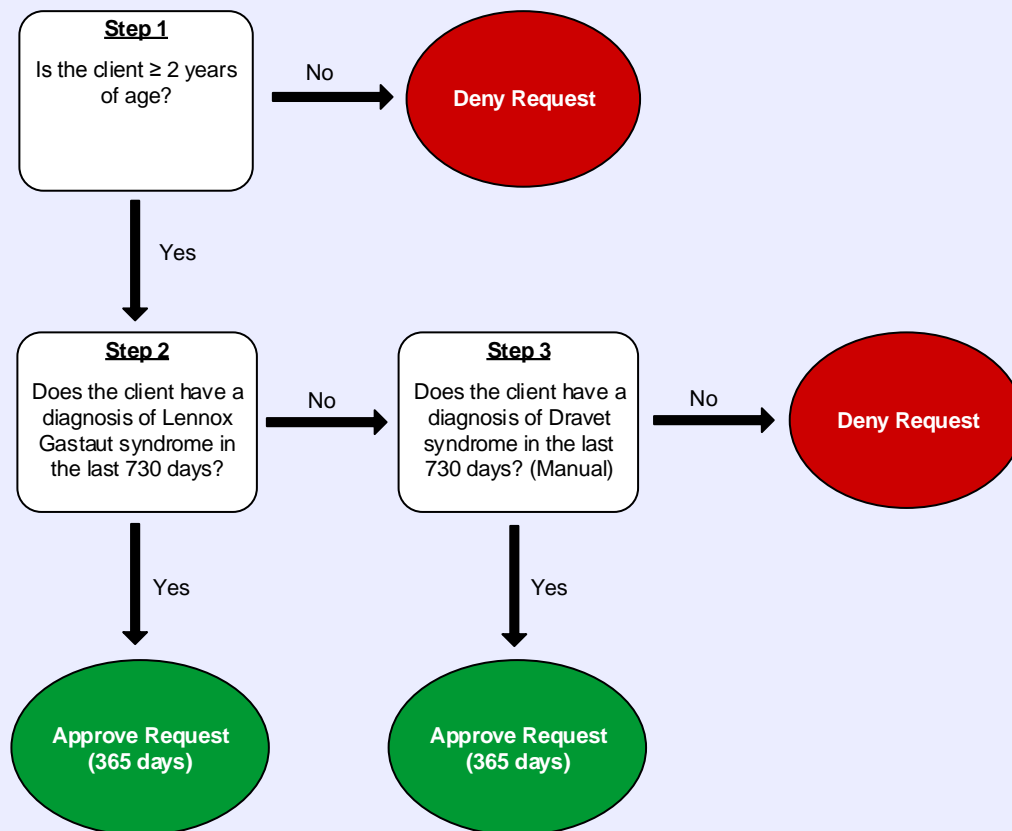 Step 1
Is the client ≥ 2 years
of age?
No
Deny Request
Yes
Step 2
Does the client have a
diagnosis of Lennox
Gastaut syndrome in
the last 730 days?
No
Step 3
Does the client have a
diagnosis of Dravet
syndrome in the last
730 days? (Manual)
No
Deny Request
Yes
Yes
Approve Request
(365 days)
Approve Request
(365 days)